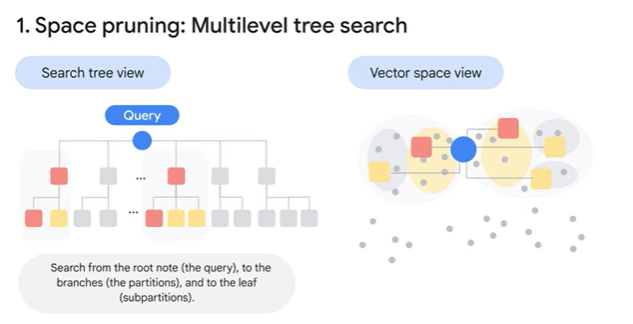 1. Space pruning: Multilevel tree search
Search tree view
Vector space view
Query
...
...
Search from the root note (the query), to the
branches (the partitions), and to the leaf
(subpartitions).